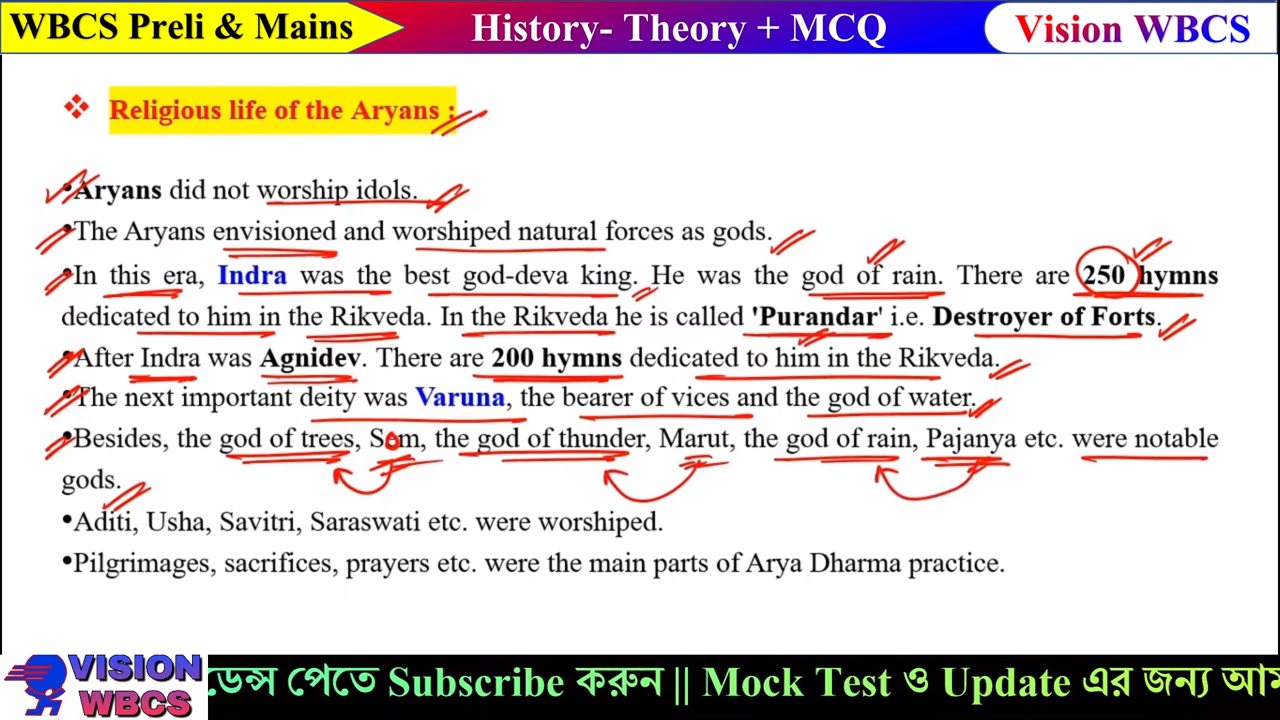 WBCS Preli & Mains
History- Theory + MCQ
Vision WBCS
❖ Religious life of the Aryans :
•Aryans did not worship idols.
•The Aryans envisioned and worshiped natural forces as gods.
•In this era, Indra was the best god-deva king. He was the god of rain. There are 250 hymns
dedicated to him in the Rikveda. In the Rikveda he is called 'Purandar' i.e. Destroyer of Forts.
•After Indra was Agnidev. There are 200 hymns dedicated to him in the Rikveda.
•The next important deity was Varuna, the bearer of vices and the god of water.
•Besides, the god of trees, Som, the god of thunder, Marut, the god of rain, Pajanya etc. were notable
gods.
•Aditi, Usha, Savitri, Saraswati etc. were worshiped.
•Pilgrimages, sacrifices, prayers etc. were the main parts of Arya Dharma practice.
VISION
WBCS
ডেন্স পেতে Subscribe করুন || Mock Test ও Update এর জন্য